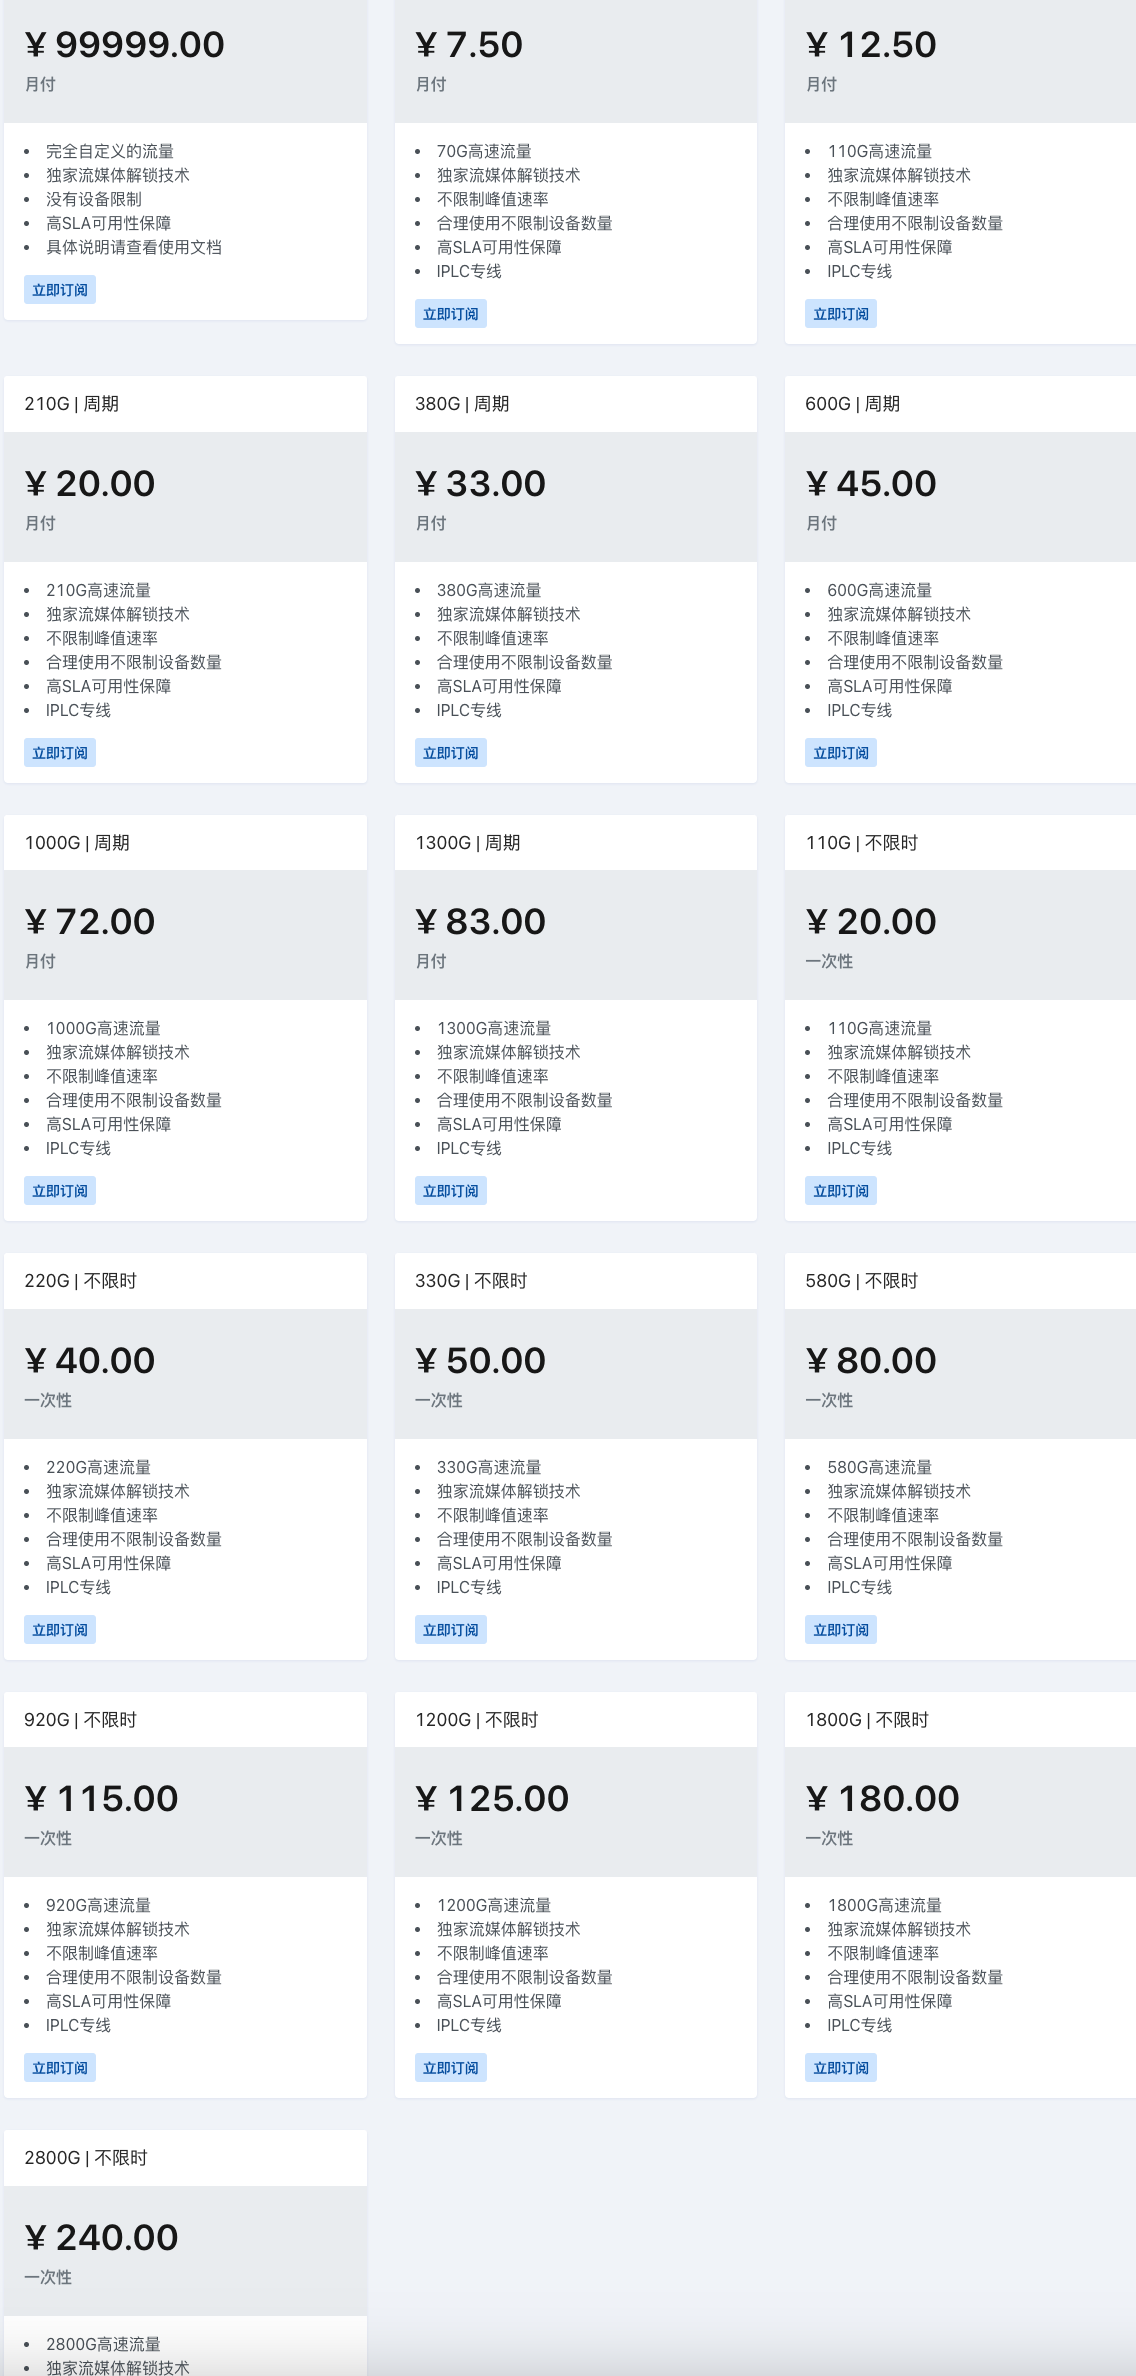 ¥ 99999.00
月付
完全自定义的流量
独家流媒体解锁技术
没有设备限制
高SLA可用性保障
具体说明请查看使用文档
立即订阅
¥ 7.50
月付
70G高速流量
独家流媒体解锁技术
不限制峰值速率
合理使用不限制设备数量
高SLA可用性保障
IPLC专线
立即订阅
¥ 12.50
月付
110G高速流量
独家流媒体解锁技术
不限制峰值速率
合理使用不限制设备数量
高SLA可用性保障
IPLC专线
立即订阅
210G | 周期
¥ 20.00
月付
210G高速流量
独家流媒体解锁技术
不限制峰值速率
合理使用不限制设备数量
高SLA可用性保障
IPLC专线
立即订阅
380G | 周期
¥ 33.00
月付
380G高速流量
独家流媒体解锁技术
不限制峰值速率
合理使用不限制设备数量
高SLA可用性保障
IPLC专线
立即订阅
600G | 周期
¥ 45.00
月付
600G高速流量
独家流媒体解锁技术
不限制峰值速率
合理使用不限制设备数量
高SLA可用性保障
IPLC专线
立即订阅
1000G | 周期
¥ 72.00
月付
1000G高速流量
独家流媒体解锁技术
不限制峰值速率
合理使用不限制设备数量
高SLA可用性保障
IPLC专线
立即订阅
1300G | 周期
¥ 83.00
月付
1300G高速流量
独家流媒体解锁技术
不限制峰值速率
合理使用不限制设备数量
高SLA可用性保障
IPLC专线
立即订阅
110G | 不限时
¥ 20.00
一次性
110G高速流量
独家流媒体解锁技术
不限制峰值速率
合理使用不限制设备数量
高SLA可用性保障
IPLC专线
立即订阅
220G | 不限时
¥ 40.00
一次性
220G高速流量
独家流媒体解锁技术
不限制峰值速率
合理使用不限制设备数量
高SLA可用性保障
IPLC专线
立即订阅
330G | 不限时
¥ 50.00
一次性
330G高速流量
独家流媒体解锁技术
不限制峰值速率
合理使用不限制设备数量
高SLA可用性保障
IPLC专线
立即订阅
580G | 不限时
¥ 80.00
一次性
580G高速流量
独家流媒体解锁技术
不限制峰值速率
合理使用不限制设备数量
高SLA可用性保障
IPLC专线
立即订阅
920G | 不限时
¥ 115.00
一次性
920G高速流量
独家流媒体解锁技术
不限制峰值速率
合理使用不限制设备数量
高SLA可用性保障
IPLC专线
立即订阅
1200G | 不限时
¥ 125.00
一次性
1200G高速流量
独家流媒体解锁技术
不限制峰值速率
合理使用不限制设备数量
高SLA可用性保障
IPLC专线
立即订阅
1800G | 不限时
¥ 180.00
一次性
1800G高速流量
独家流媒体解锁技术
不限制峰值速率
合理使用不限制设备数量
高SLA可用性保障
IPLC专线
立即订阅
2800G | 不限时
¥ 240.00
一次性
2800G高速流量
独家流媒体解锁技术